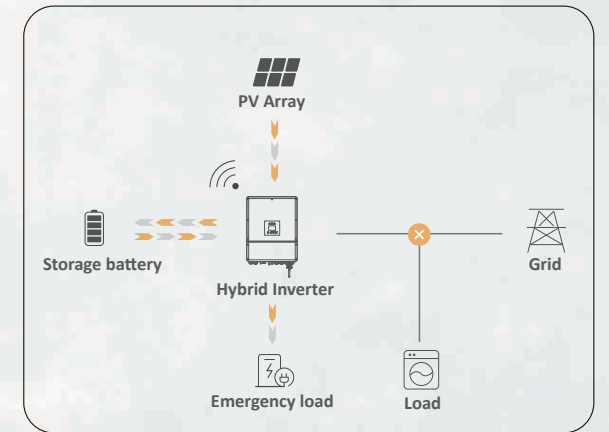 PV Array
Storage battery
Hybrid Inverter
Grid
Emergency load
Load